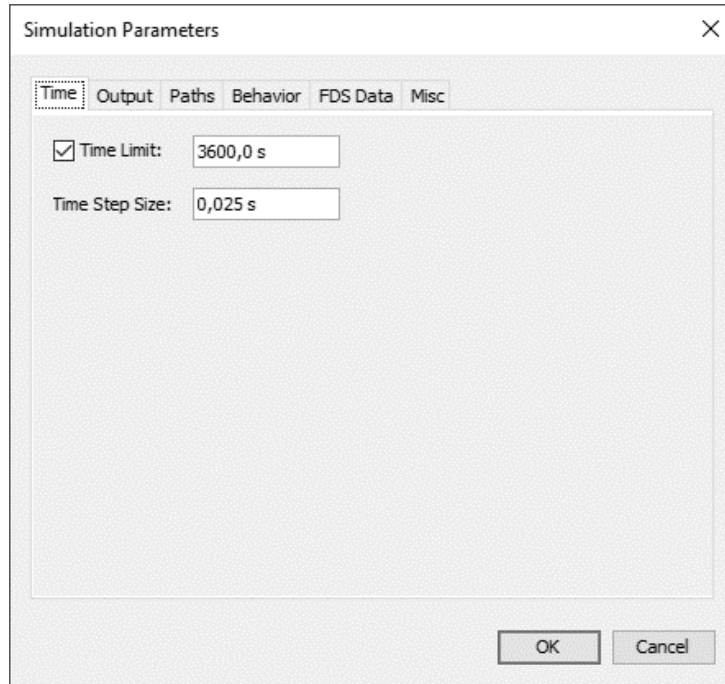 Simulation Parameters
Time Output Paths Behavior FDS Data Misc
Time Limit: 3600,0 s
Time Step Size: 0,025 s
OK Cancel